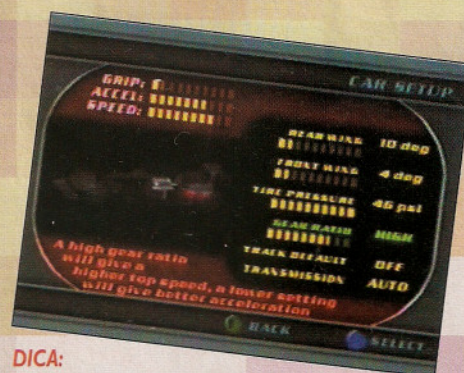 CAR SETUP
GRIP:
ACCEL:
SPEED:
REAR WING 10 deg
FRONT WING 4 deg
TIRE PRESSURE 46 psi
GEAR RATIO HIGH
TRACK DEFAULT OFF
TRANSMISSION AUTO
A high gear ratio
will give a
higher top speed, a lower setting
will give better acceleration
BACK
SELECT
DICA: